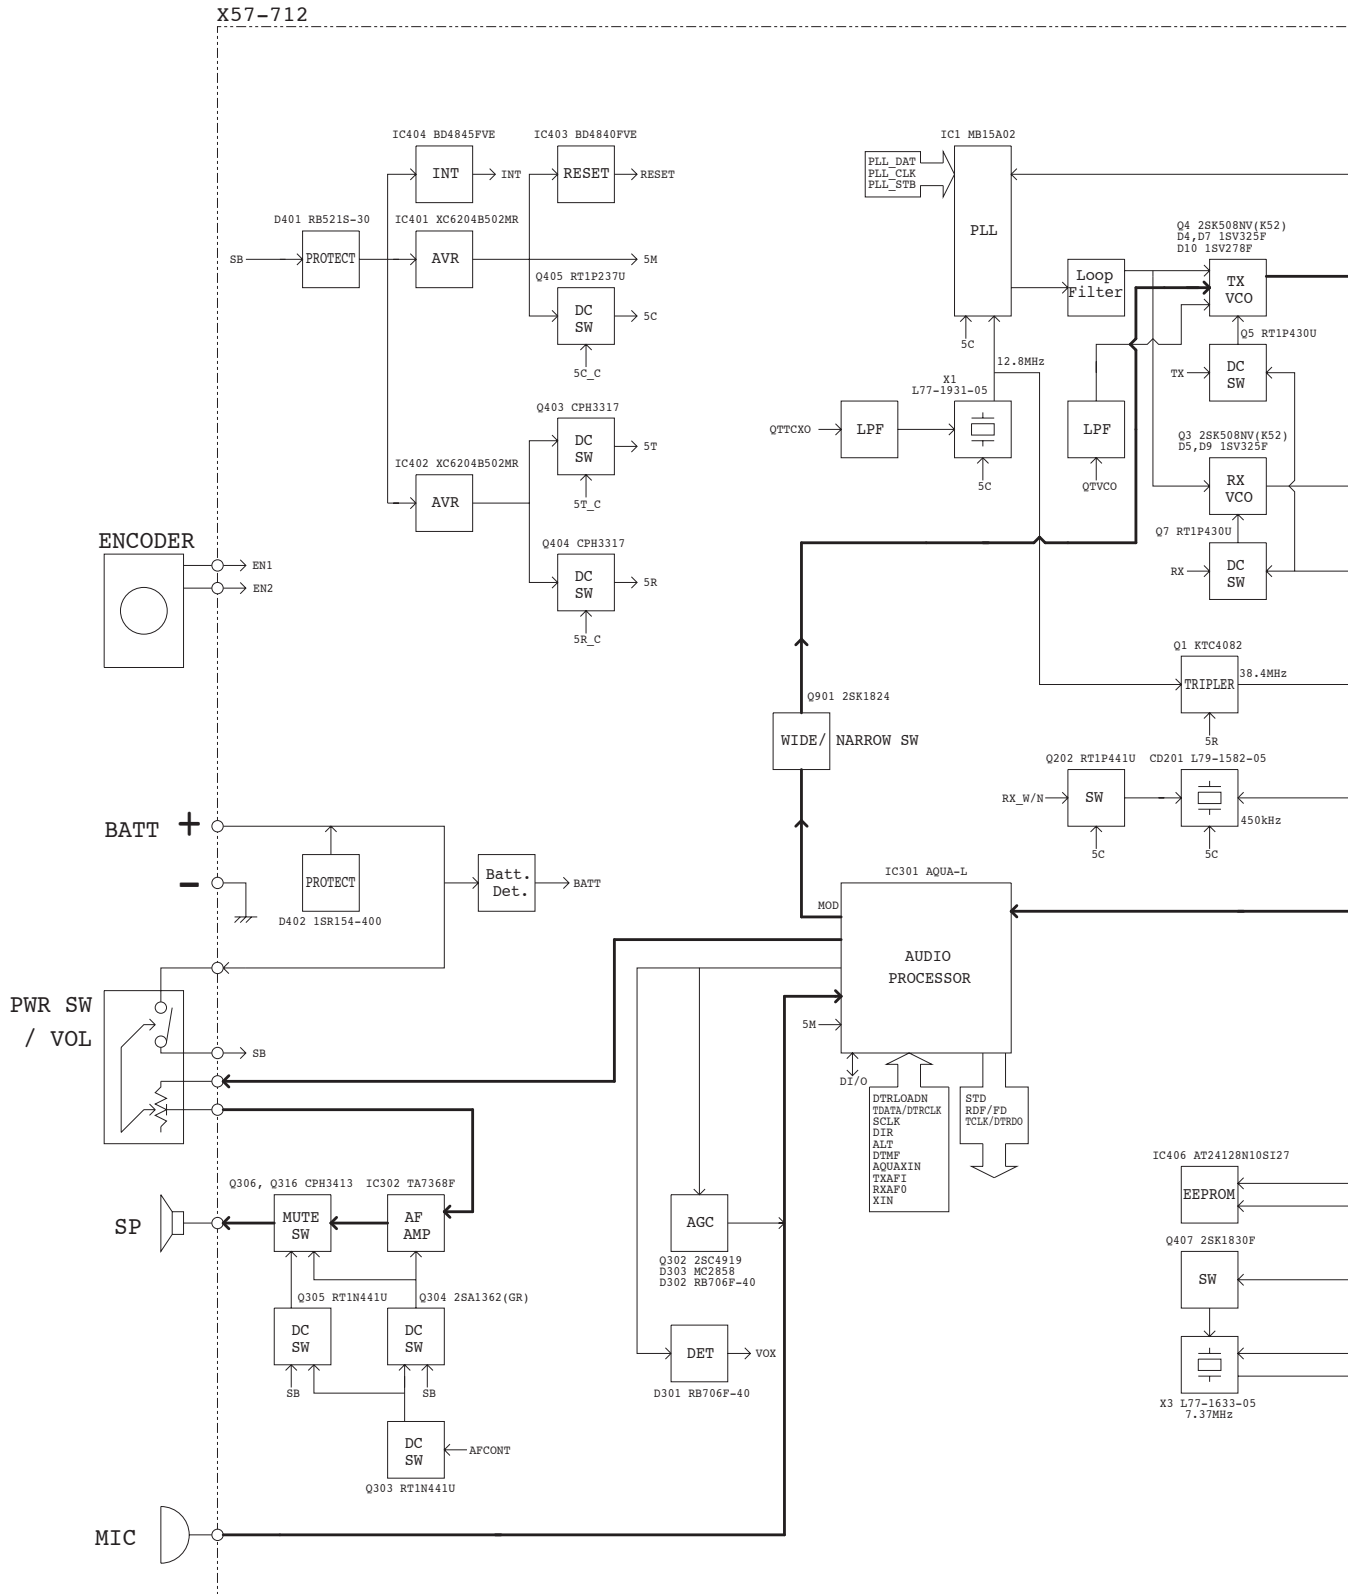 X57-712
IC404 BD4845FVE
IC403 BD4840FVE
INT
INT
RESET
RESET
D401 RB521S-30
IC401 XC6204B502MR
SB
PROTECT
AVR
5M
Q405 RT1P237U
DC
SW
5C
5C_C
Q403 CPH3317
DC
SW
5T
5T_C
IC402 XC6204B502MR
AVR
Q404 CPH3317
DC
SW
5R
5R_C
ENCODER
EN1
EN2
IC1 MB15A02
PLL_DAT
PLL_CLK
PLL_STB
PLL
5C
Loop
Filter
Q4 2SK508NV(K52)
D4,D7 1SV325F
D10 1SV278F
TX
VCO
Q5 RT1P430U
TX
DC
SW
12.8MHz
X1
L77-1931-05
QTTCXO
LPF
5C
LPF
QTVCO
Q3 2SK508NV(K52)
D5,D9 1SV325F
RX
VCO
Q7 RT1P430U
RX
DC
SW
Q1 KTC4082
TRIPLER
38.4MHz
5R
Q901 2SK1824
WIDE/ NARROW SW
Q202 RT1P441U
CD201 L79-1582-05
RX_W/N
SW
450kHz
5C
5C
BATT +
−
PROTECT
D402 1SR154-400
Batt.
Det.
BATT
PWR SW
/ VOL
SB
IC301 AQUA-L
MOD
AUDIO
PROCESSOR
5M
DI/O
DTRLOADN
TDATA/DTRCLK
SCLK
DIR
ALT
DTMF
AQUAXIN
TXAFI
RXAFO
XIN
STD
RDF/FD
TCLK/DTRDO
Q306, Q316 CPH3413
IC302 TA7368F
SP
MUTE
SW
AF
AMP
Q305 RT1N441U
Q304 2SA1362(GR)
DC
SW
DC
SW
SB
SB
DC
SW
AFCONT
Q303 RT1N441U
AGC
Q302 2SC4919
D303 MC2858
D302 RB706F-40
DET
VOX
D301 RB706F-40
IC406 AT24128N10SI27
EEPROM
Q407 2SK1830F
SW
X3 L77-1633-05
7.37MHz
MIC